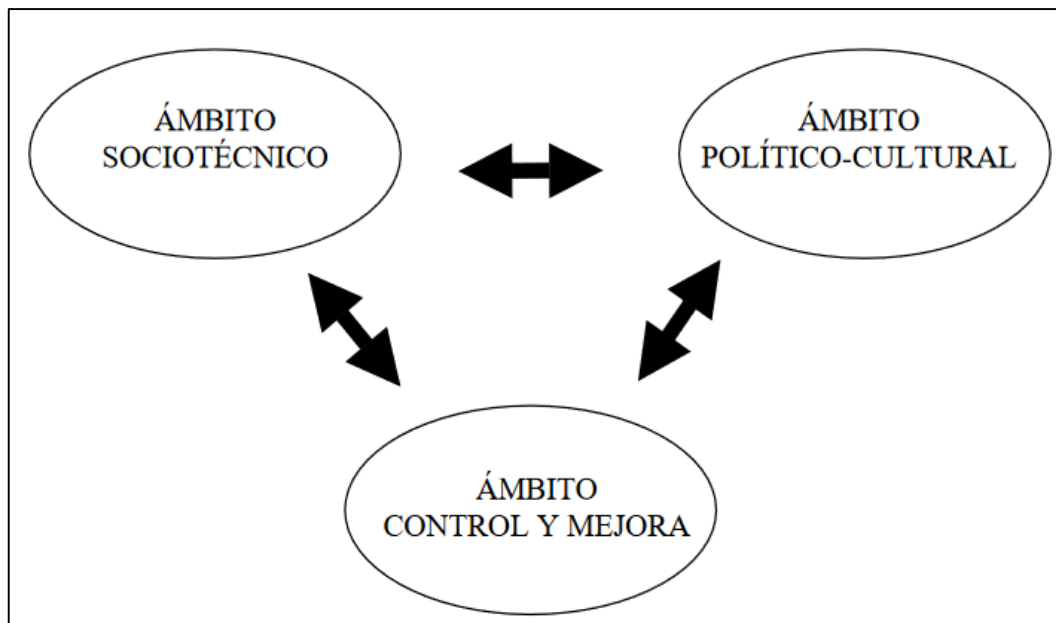 ÁMBITO
SOCIOTÉCNICO
ÁMBITO
POLÍTICO-CULTURAL
ÁMBITO
CONTROL Y MEJORA